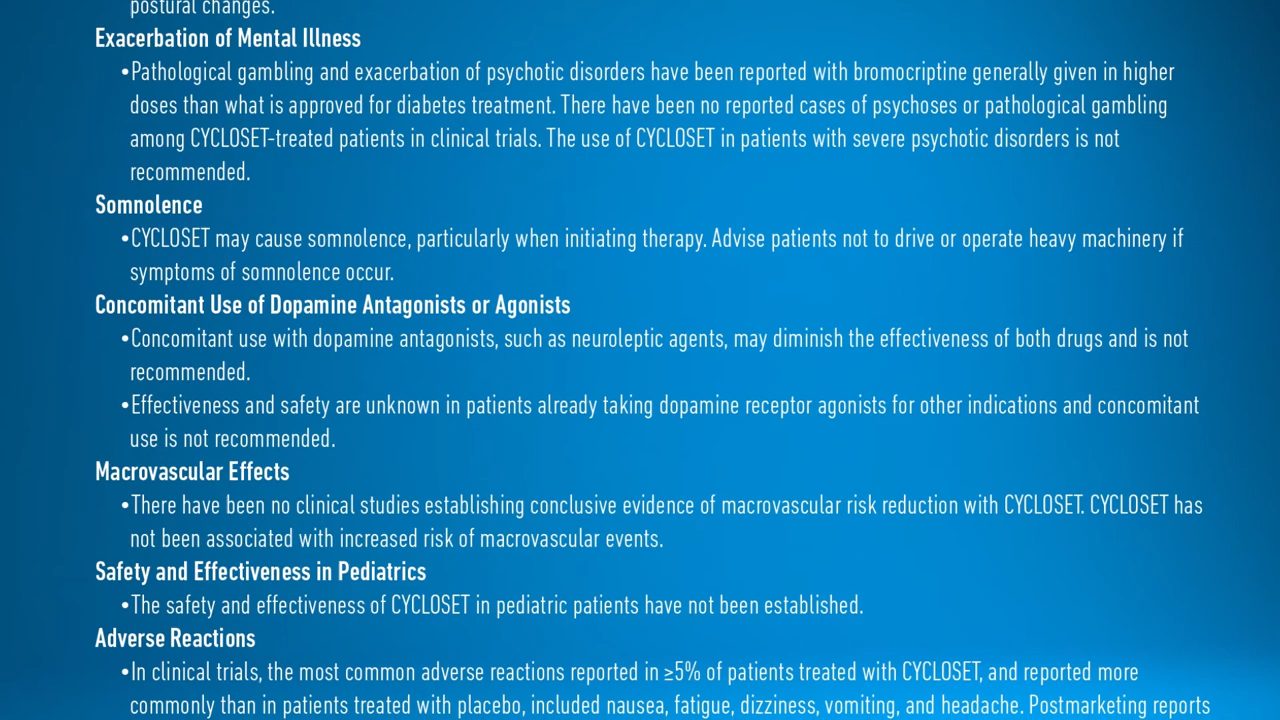 postural changes.
Exacerbation of Mental Illness
•Pathological gambling and exacerbation of psychotic disorders have been reported with bromocriptine generally given in higher
doses than what is approved for diabetes treatment. There have been no reported cases of psychoses or pathological gambling
among CYCLOSET-treated patients in clinical trials. The use of CYCLOSET in patients with severe psychotic disorders is not
recommended.
Somnolence
•CYCLOSET may cause somnolence, particularly when initiating therapy. Advise patients not to drive or operate heavy machinery if
symptoms of somnolence occur.
Concomitant Use of Dopamine Antagonists or Agonists
•Concomitant use with dopamine antagonists, such as neuroleptic agents, may diminish the effectiveness of both drugs and is not
recommended.
•Effectiveness and safety are unknown in patients already taking dopamine receptor agonists for other indications and concomitant
use is not recommended.
Macrovascular Effects
•There have been no clinical studies establishing conclusive evidence of macrovascular risk reduction with CYCLOSET. CYCLOSET has
not been associated with increased risk of macrovascular events.
Safety and Effectiveness in Pediatrics
•The safety and effectiveness of CYCLOSET in pediatric patients have not been established.
Adverse Reactions
•In clinical trials, the most common adverse reactions reported in ≥5% of patients treated with CYCLOSET, and reported more
commonly than in patients treated with placebo, included nausea, fatigue, dizziness, vomiting, and headache. Postmarketing reports